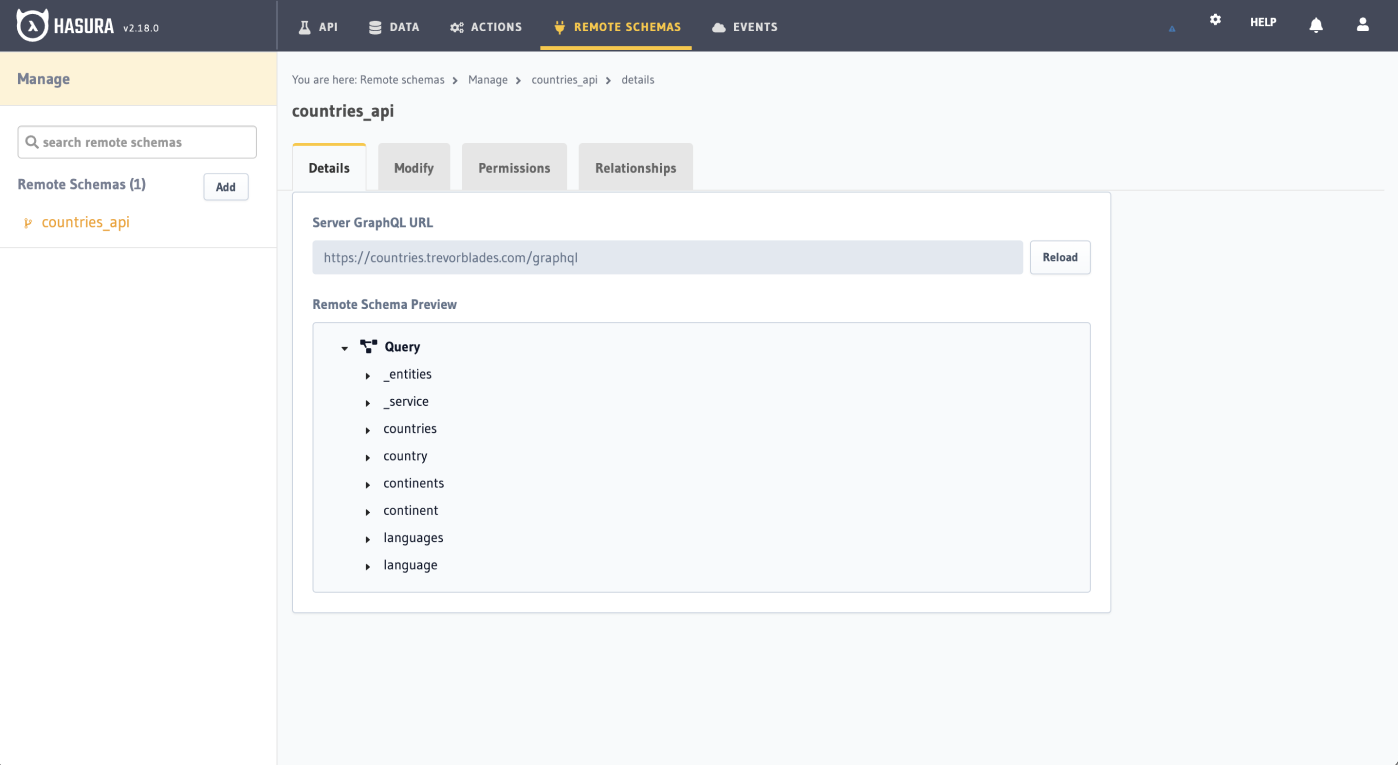 HASURA v2.18.0 API DATA ACTIONS REMOTE SCHEMAS EVENTS HELP
Manage
search remote schemas
Remote Schemas (1) Add
countries_api
You are here: Remote schemas > Manage > countries_api > details
countries_api
Details Modify Permissions Relationships
Server GraphQL URL
https://countries.trevorblades.com/graphql Reload
Remote Schema Preview
Query
_entities
_service
countries
country
continents
continent
languages
language